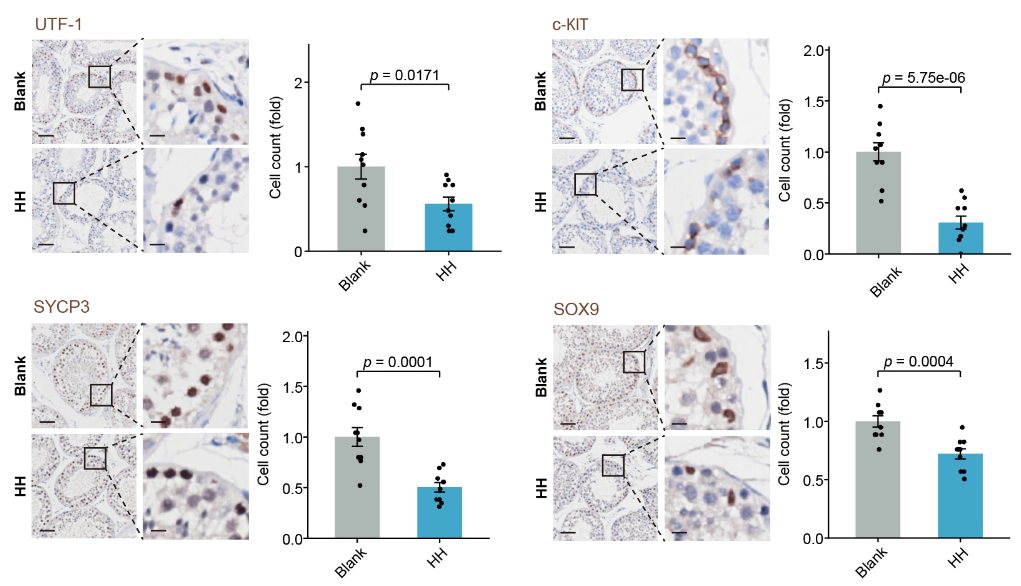 UTF-1
Blank
HH
Cell count (fold)
2
1
0
p = 0.0171
Blank
HH
c-KIT
Blank
HH
Cell count (fold)
2.0
1.5
1.0
0.5
0.0
p = 5.75e-06
Blank
HH
SYCP3
Blank
HH
Cell count (fold)
2.0
1.5
1.0
0.5
0.0
p = 0.0001
Blank
HH
SOX9
Blank
HH
Cell count (fold)
1.5
1.0
0.5
0.0
p = 0.0004
Blank
HH